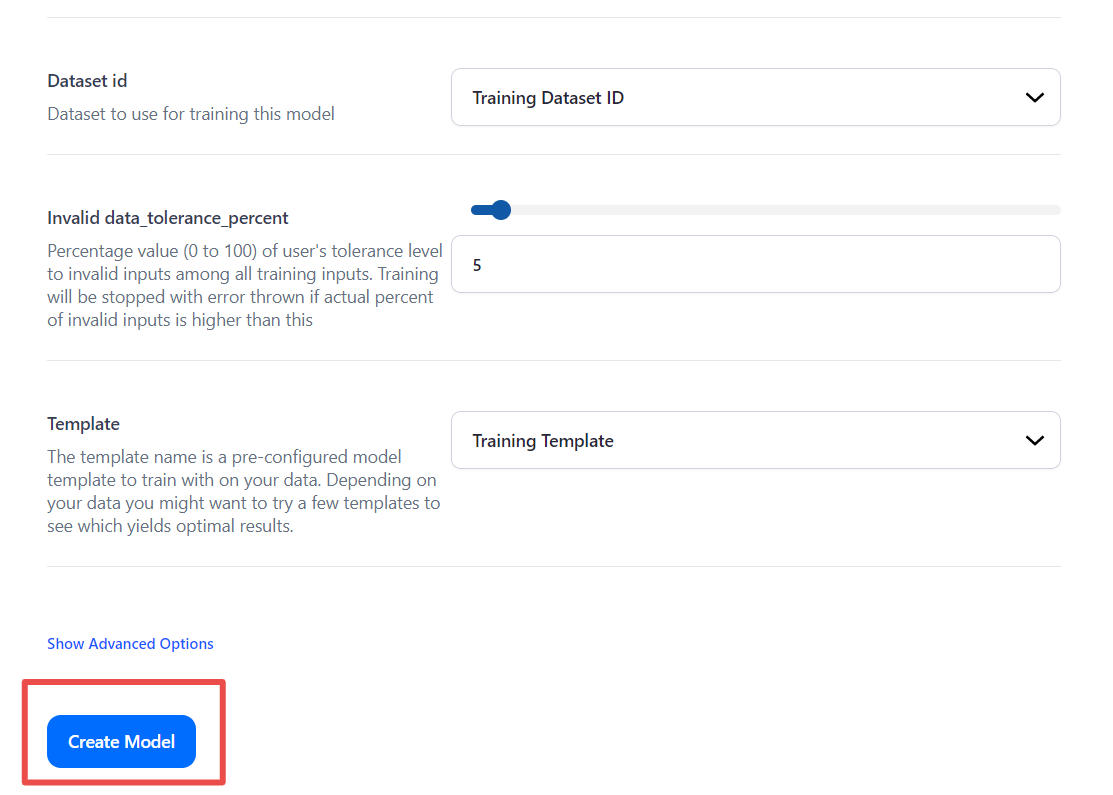 Dataset id
Dataset to use for training this model
Training Dataset ID
Invalid data_tolerance_percent
Percentage value (0 to 100) of user's tolerance level
to invalid inputs among all training inputs. Training
will be stopped with error thrown if actual percent
of invalid inputs is higher than this
5
Template
The template name is a pre-configured model
template to train with on your data. Depending on
your data you might want to try a few templates to
see which yields optimal results.
Training Template
Show Advanced Options
Create Model